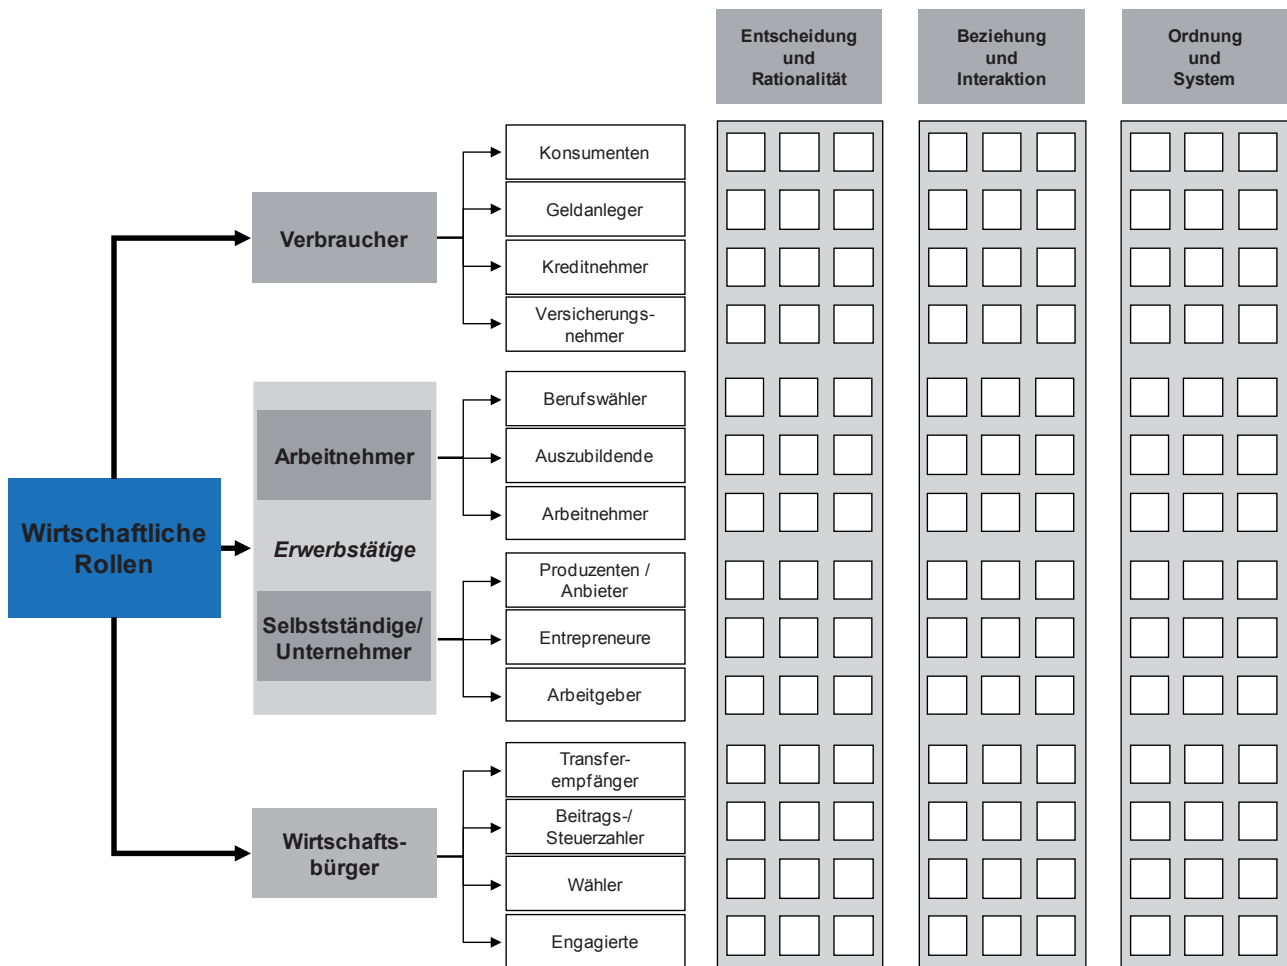 Entscheidung
und
Rationalität
Beziehung
und
Interaktion
Ordnung
und
System
Wirtschaftliche
Rollen
Verbraucher
Konsumenten
Geldanleger
Kreditnehmer
Versicherungs-
nehmer
Arbeitnehmer
Erwerbstätige
Selbstständige/
Unternehmer
Berufswähler
Auszubildende
Arbeitnehmer
Produzenten /
Anbieter
Entrepreneure
Arbeitgeber
Wirtschafts-
bürger
Transfer-
empfänger
Beitrags-/
Steuerzahler
Wähler
Engagierte